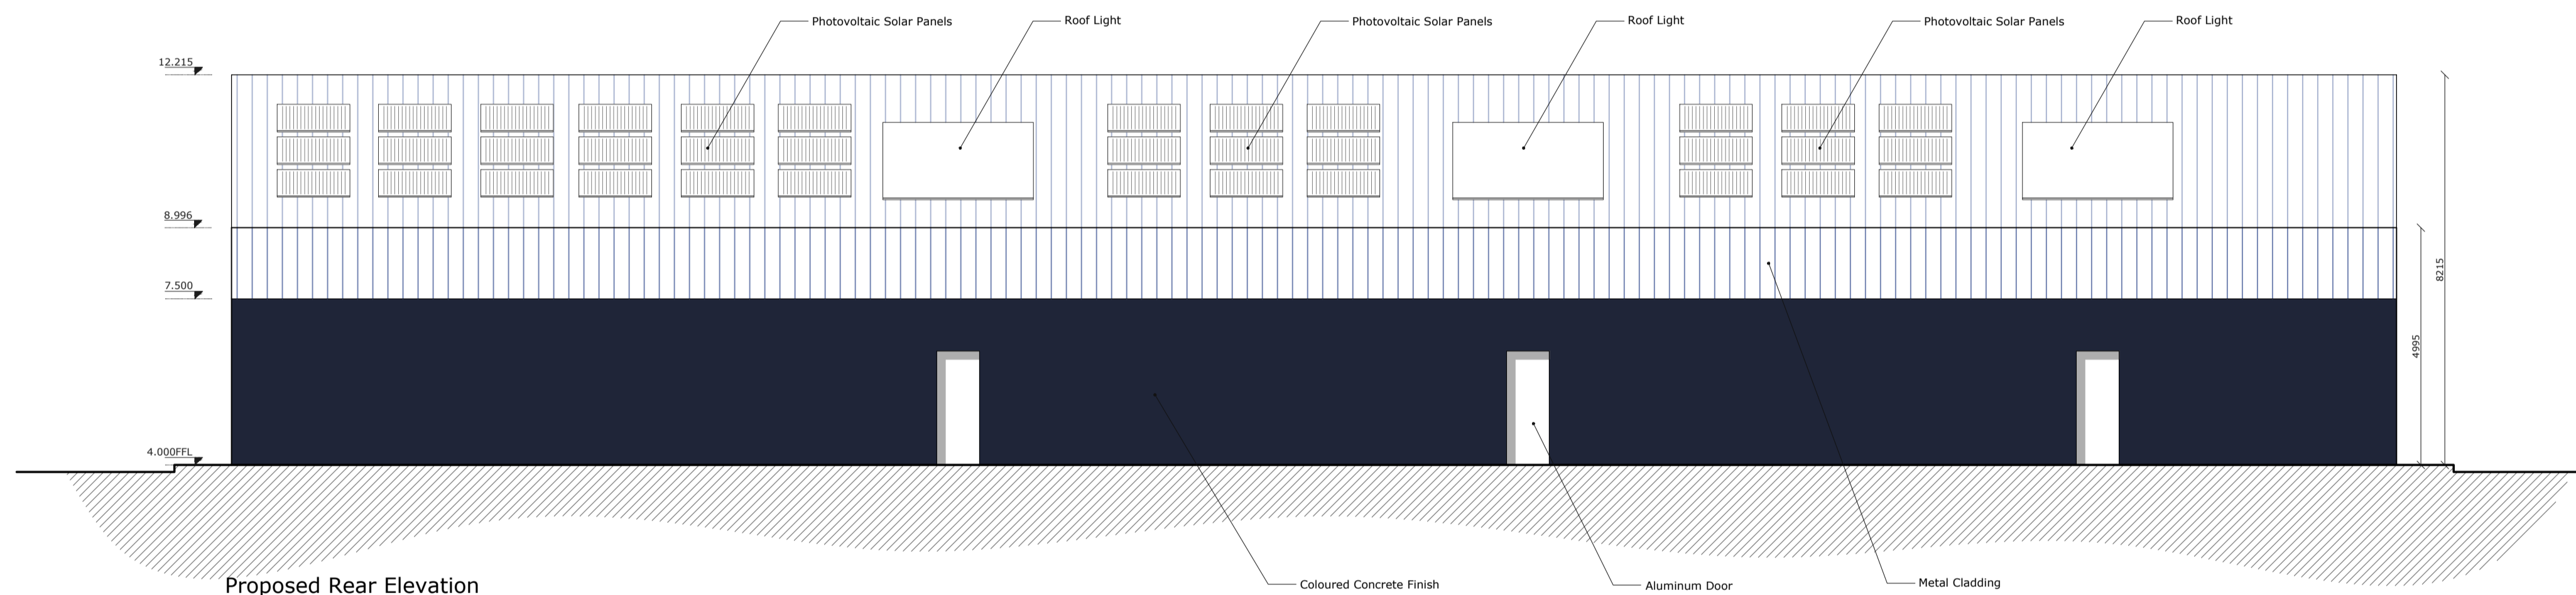 Photovoltaic Solar Panels
Roof Light
Photovoltaic Solar Panels
Roof Light
Photovoltaic Solar Panels
Roof Light
12.215
8.996
7.500
4.000FFL
8215
4995
Coloured Concrete Finish
Aluminum Door
Metal Cladding
Proposed Rear Elevation